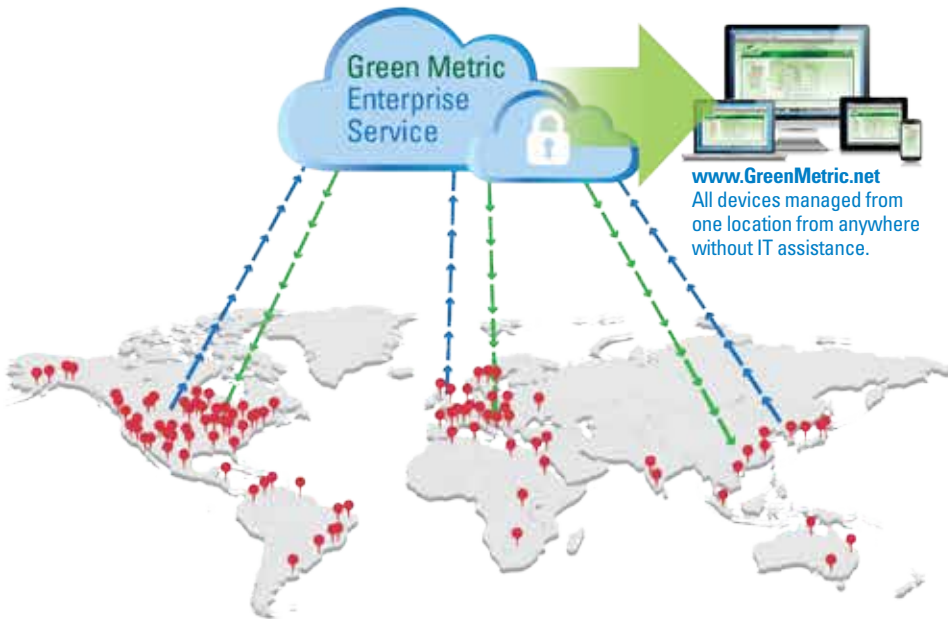 Green Metric
Enterprise
Service
www.GreenMetric.net
All devices managed from
one location from anywhere
without IT assistance.